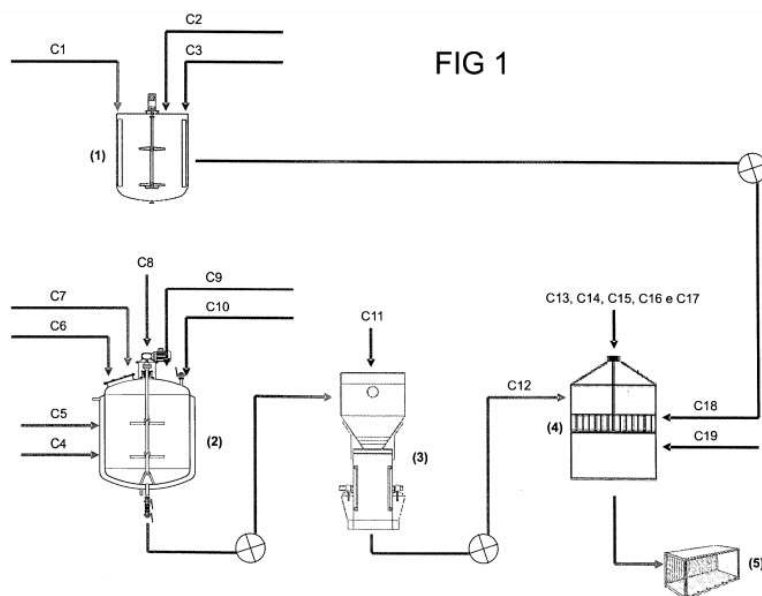 C2
C1
C3
FIG 1
(1)
C8
C9
C7
C10
C6
C13, C14, C15, C16 e C17
C11
C12
C5
C18
(2)
(4)
C4
C19
(3)
(5)